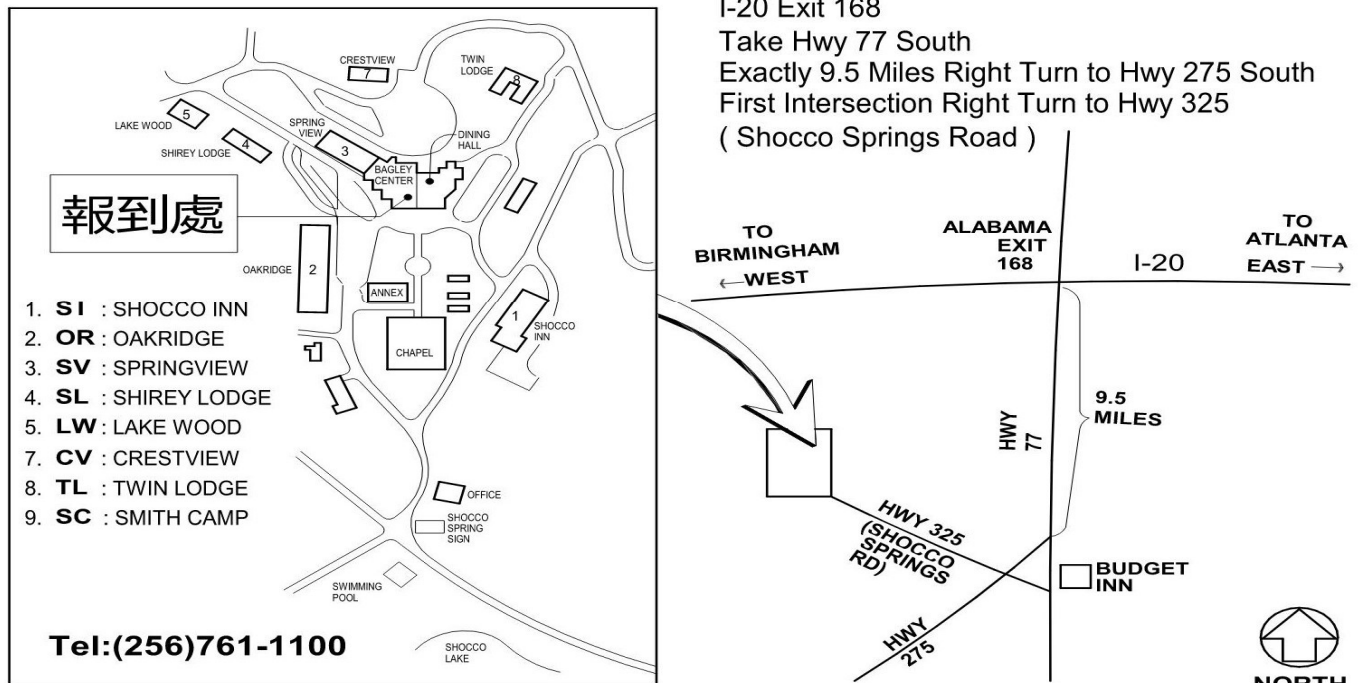 I-20 Exit 168
Take Hwy 77 South
Exactly 9.5 Miles Right Turn to Hwy 275 South
First Intersection Right Turn to Hwy 325
( Shocco Springs Road )
CRESTVIEW
7
TWIN
LODGE
8
5
LAKE WOOD
SPRING
VIEW
3
4
SHIREY LODGE
DINING
HALL
BAGLEY
CENTER
報到處
OAKRIDGE
2
ANNEX
CHAPEL
1
SHOCCO
INN
1. SI : SHOCCO INN
2. OR : OAKRIDGE
3. SV : SPRINGVIEW
4. SL : SHIREY LODGE
5. LW : LAKE WOOD
7. CV : CRESTVIEW
8. TL : TWIN LODGE
9. SC : SMITH CAMP
OFFICE
SHOCCO
SPRING
SIGN
SWIMMING
POOL
SHOCCO
LAKE
Tel:(256)761-1100
TO
BIRMINGHAM
←WEST
ALABAMA
EXIT
168
I-20
TO
ATLANTA
EAST →
HWY
77
9.5
MILES
HWY 325
(SHOCCO
SPRINGS
RD)
BUDGET
INN
HWY
275
NORTH